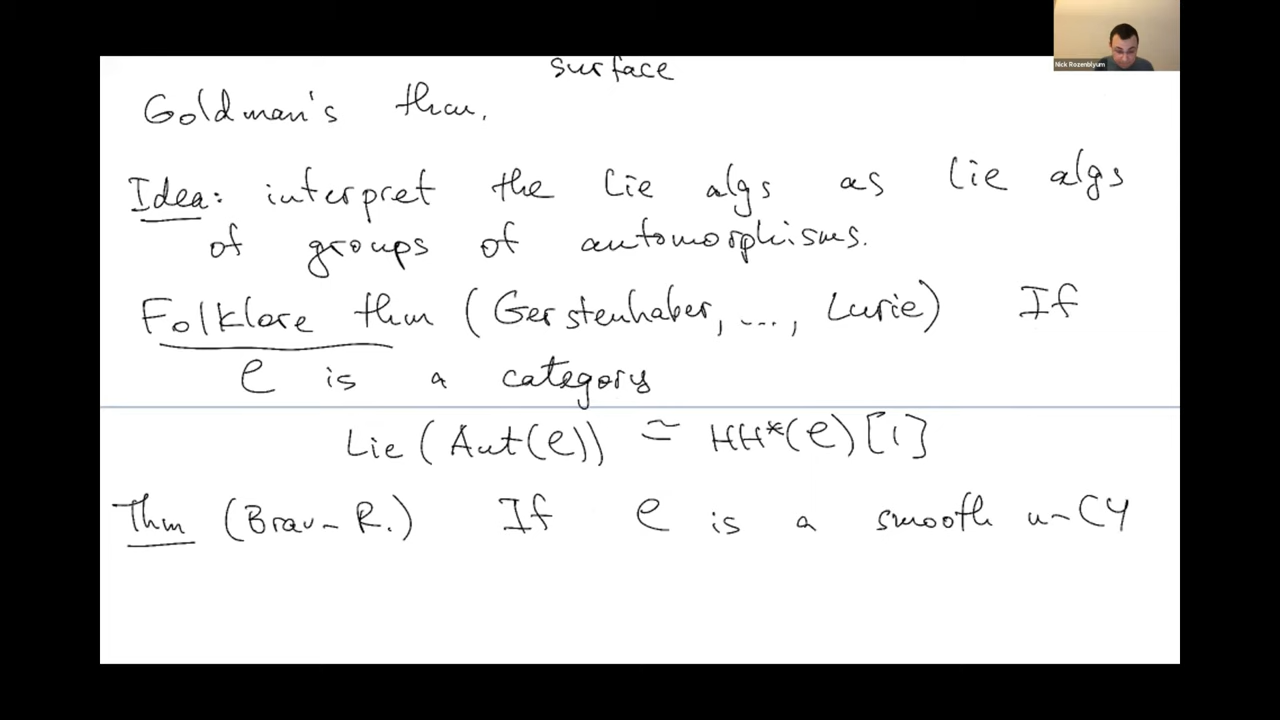 surface
Nick Rozenblyum
Goldman's thm.
Idea: interpret the Lie algs as Lie algs
of groups of automorphisms.
Folklore thm (Gerstenhaber, ..., Lurie) If
C is a category
Lie (Aut(C)) ≃ HH*(C)[1]
Thm (Brav-R.) If C is a smooth n-CY